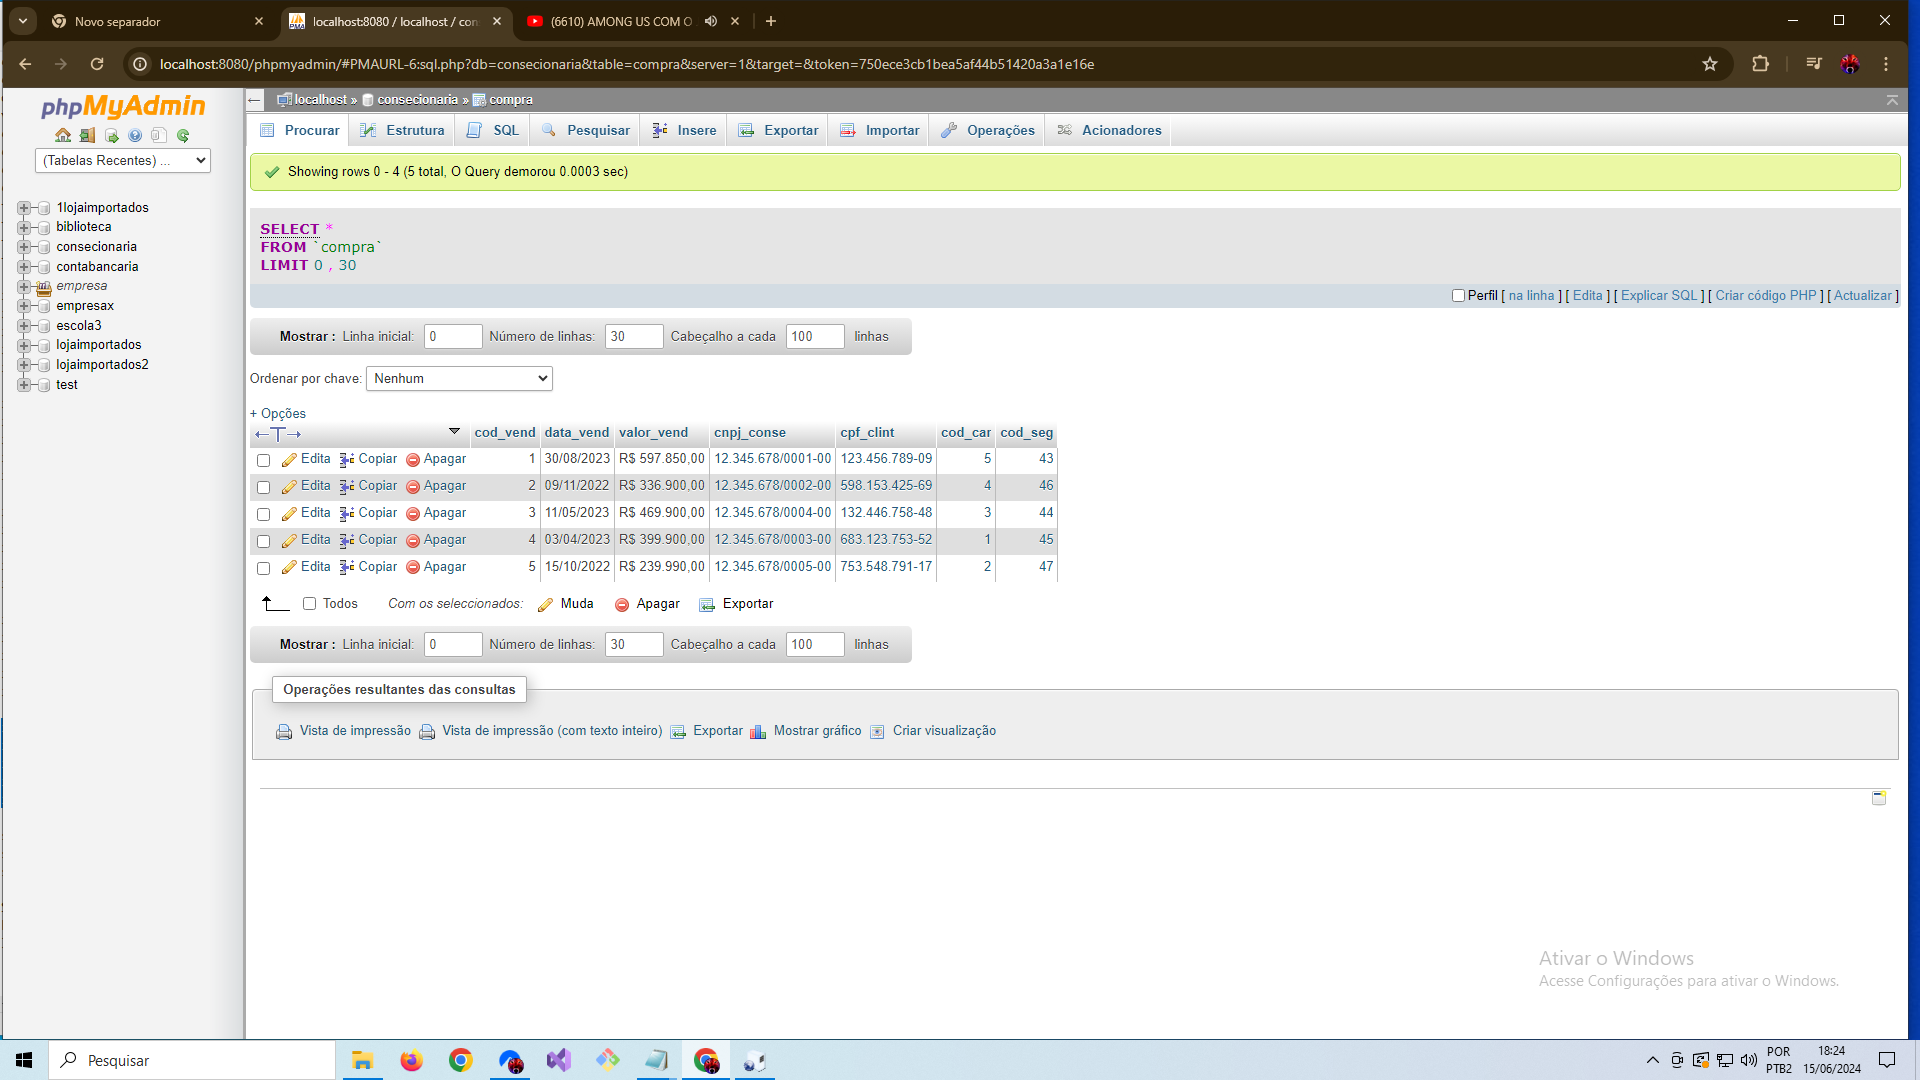 Novo separador
localhost:8080 / localhost / con
(6610) AMONG US COM O
localhost:8080/phpmyadmin/#PMAURL-6:sql.php?db=consecionaria&table=compra&server=1&target=&token=750ece3cb1bea5af44b51420a3a1e16e
phpMyAdmin
(Tabelas Recentes) ...
1lojaimportados
biblioteca
consecionaria
contabancaria
empresa
empresax
escola3
lojaimportados
lojaimportados2
test
localhost » consecionaria » compra
Procurar Estrutura SQL Pesquisar Insere Exportar Importar Operações Acionadores
Showing rows 0 - 4 (5 total, O Query demorou 0.0003 sec)
SELECT *
FROM `compra`
LIMIT 0 , 30
Perfil [ na linha ] [ Edita ] [ Explicar SQL ] [ Criar código PHP ] [ Actualizar ]
Mostrar : Linha inicial: 0 Número de linhas: 30 Cabeçalho a cada 100 linhas
Ordenar por chave: Nenhum
+ Opções
←T→ cod_vend data_vend valor_vend cnpj_conse cpf_clint cod_car cod_seg
Edita Copiar Apagar 1 30/08/2023 R$ 597.850,00 12.345.678/0001-00 123.456.789-09 5 43
Edita Copiar Apagar 2 09/11/2022 R$ 336.900,00 12.345.678/0002-00 598.153.425-69 4 46
Edita Copiar Apagar 3 11/05/2023 R$ 469.900,00 12.345.678/0004-00 132.446.758-48 3 44
Edita Copiar Apagar 4 03/04/2023 R$ 399.900,00 12.345.678/0003-00 683.123.753-52 1 45
Edita Copiar Apagar 5 15/10/2022 R$ 239.990,00 12.345.678/0005-00 753.548.791-17 2 47
Todos Com os seleccionados: Muda Apagar Exportar
Mostrar : Linha inicial: 0 Número de linhas: 30 Cabeçalho a cada 100 linhas
Operações resultantes das consultas
Vista de impressão Vista de impressão (com texto inteiro) Exportar Mostrar gráfico Criar visualização
Ativar o Windows
Acesse Configurações para ativar o Windows.
Pesquisar
POR
PTB2
18:24
15/06/2024